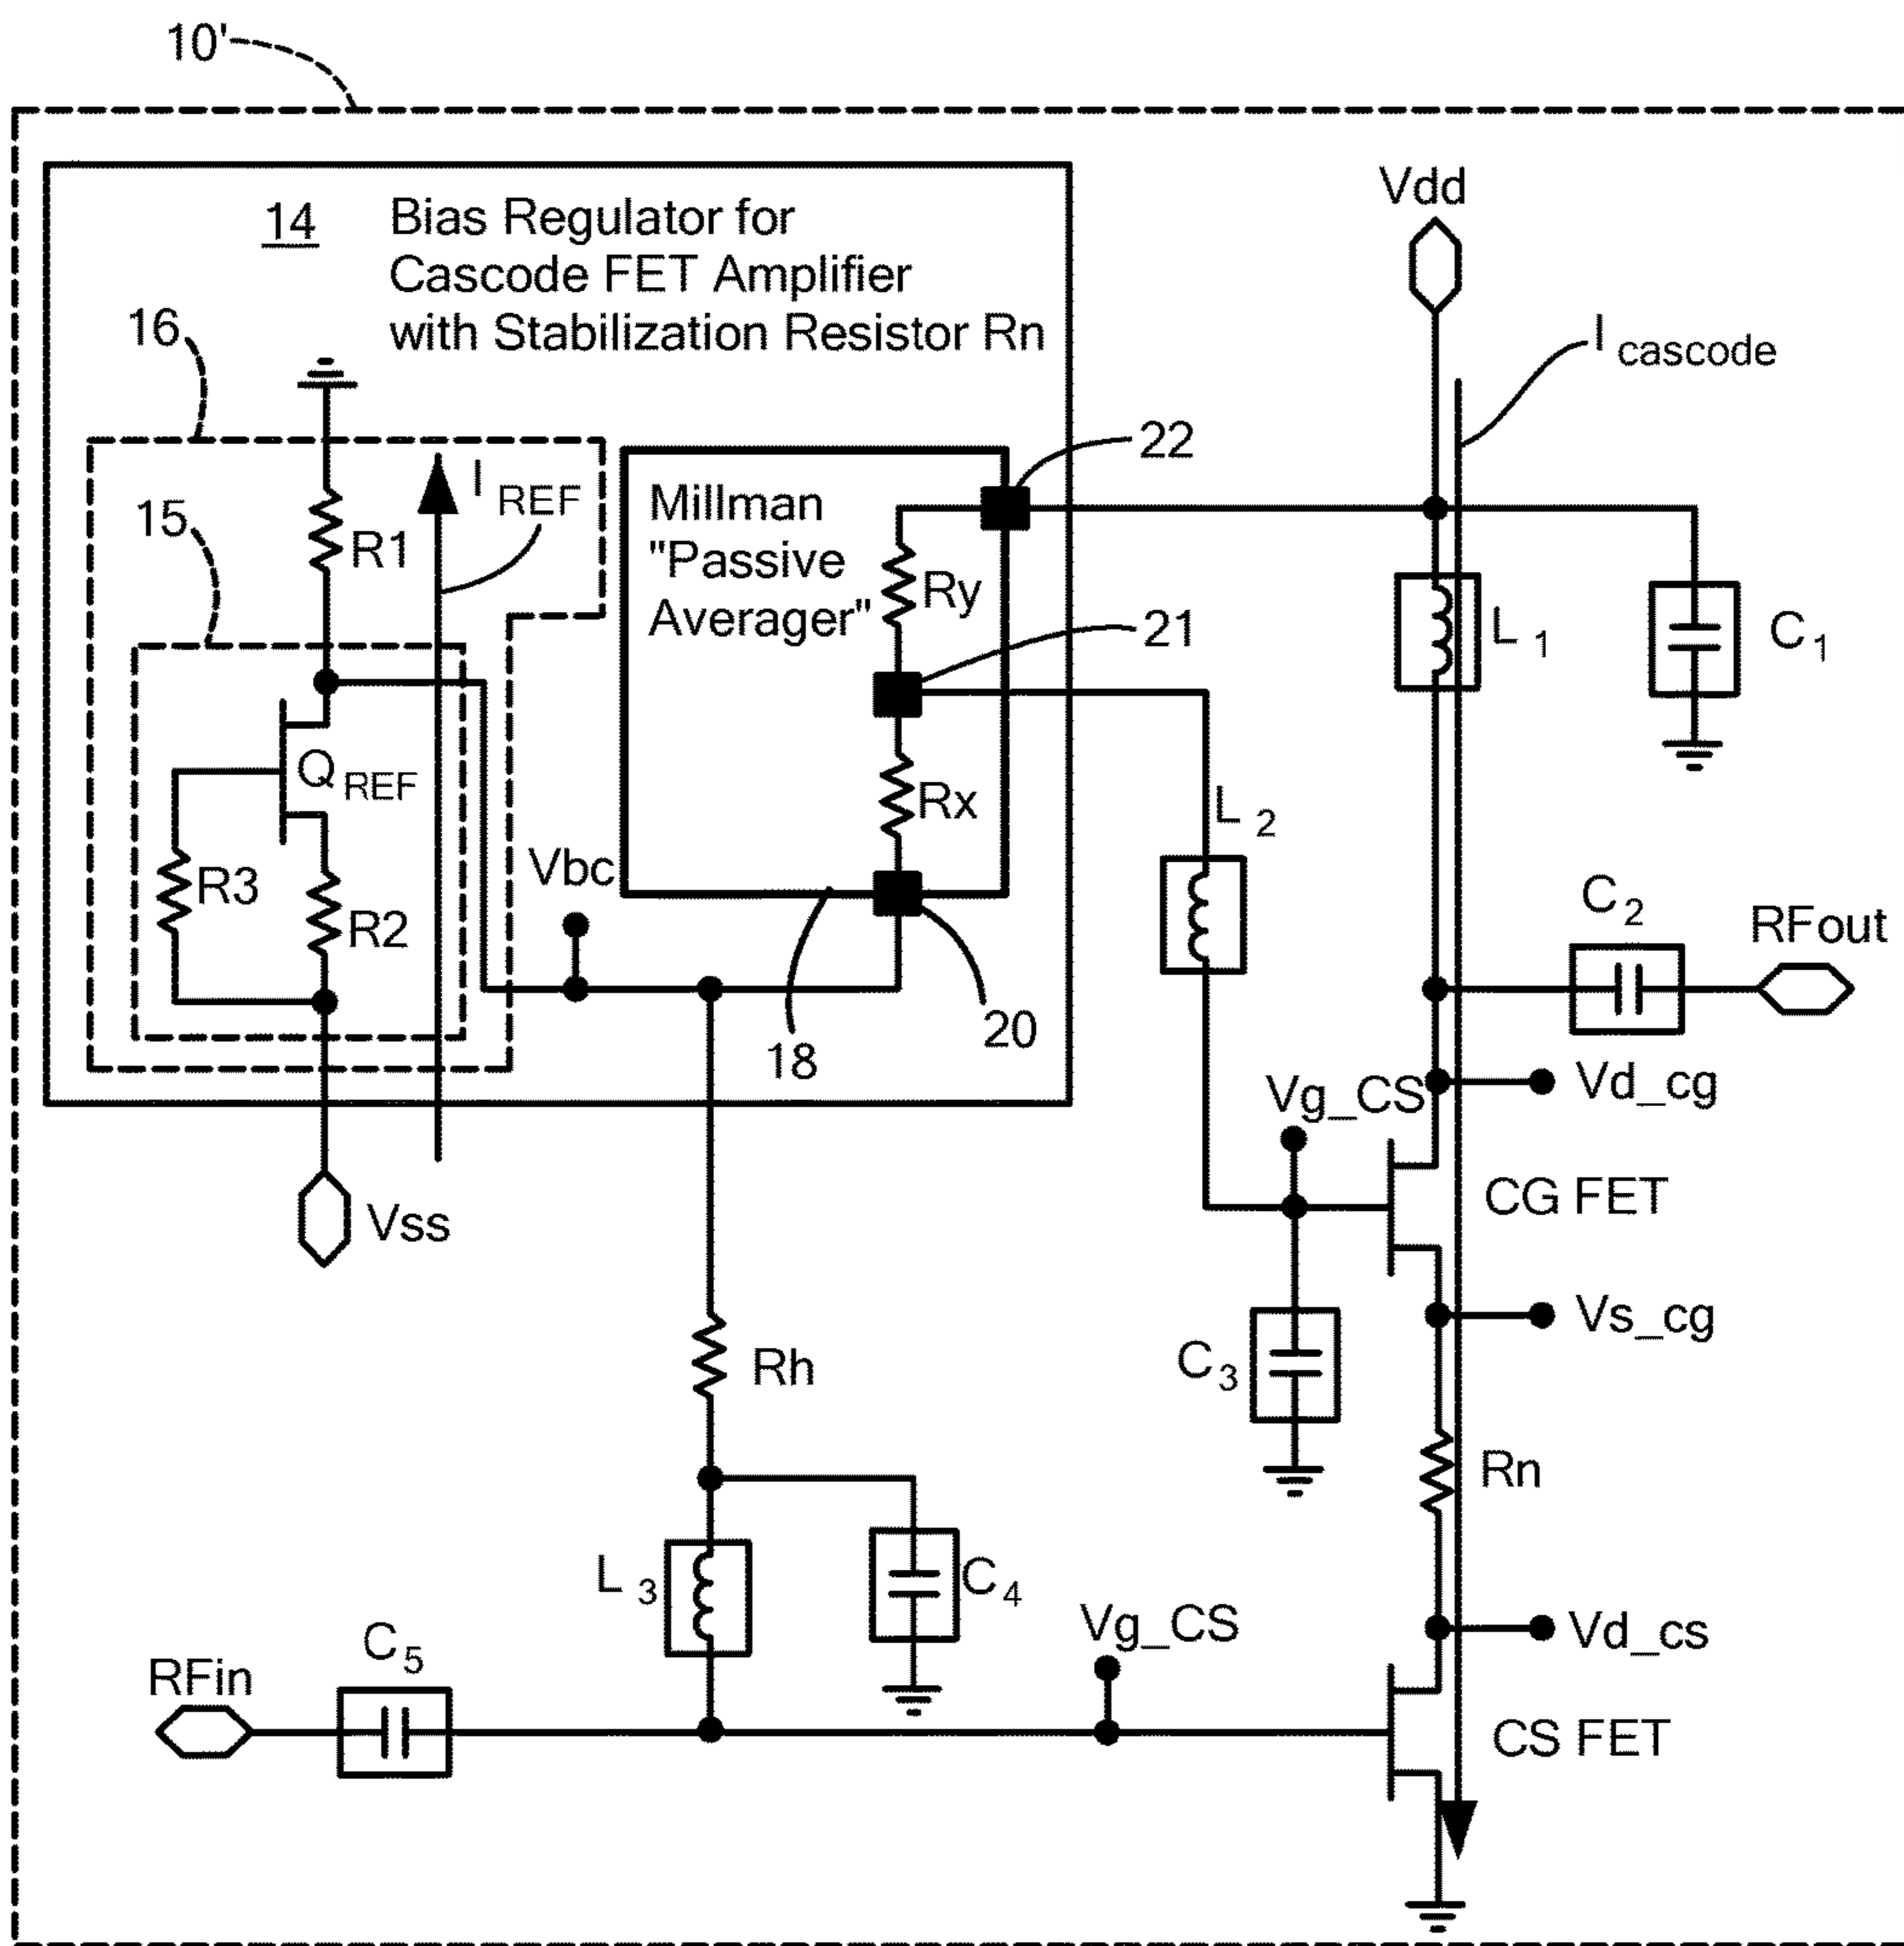 10'
14
Bias Regulator for
Cascode FET Amplifier
with Stabilization Resistor Rn
Vdd
I cascode
16
15
R1
I REF
Millman
"Passive
Averager"
22
Ry
21
L 1
C 1
Q REF
Rx
L 2
R3
R2
Vbc
C 2
RFout
18
20
Vg_CS
Vd_cg
Vss
CG FET
Vs_cg
C 3
Rh
Rn
L 3
C 4
Vg_CS
Vd_cs
RFin
C 5
CS FET